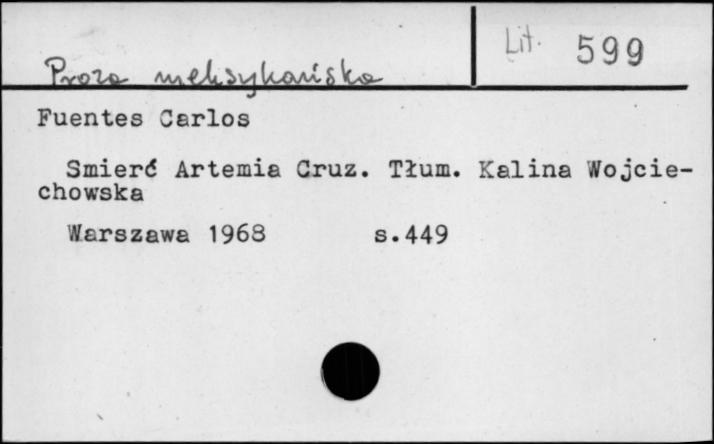 Lit. 599
Proza meksykańska
Fuentes Carlos
Smierć Artemia Cruz. Tłum. Kalina Wojcie-
chowska
Warszawa 1968 s.449